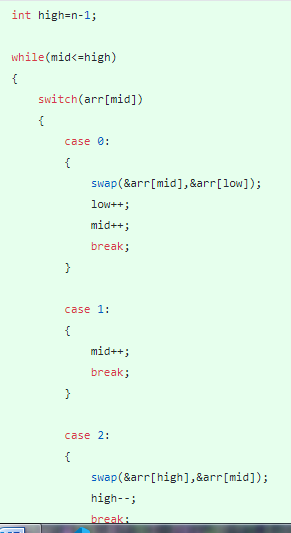 int high=n-1;
while(mid<=high)
{
switch(arr[mid])
{
case 0:
{
swap(&arr[mid],&arr[low]);
low++;
mid++;
break;
}
case 1:
{
mid++;
break;
}
case 2:
{
swap(&arr[high],&arr[mid]);
high--;
break;